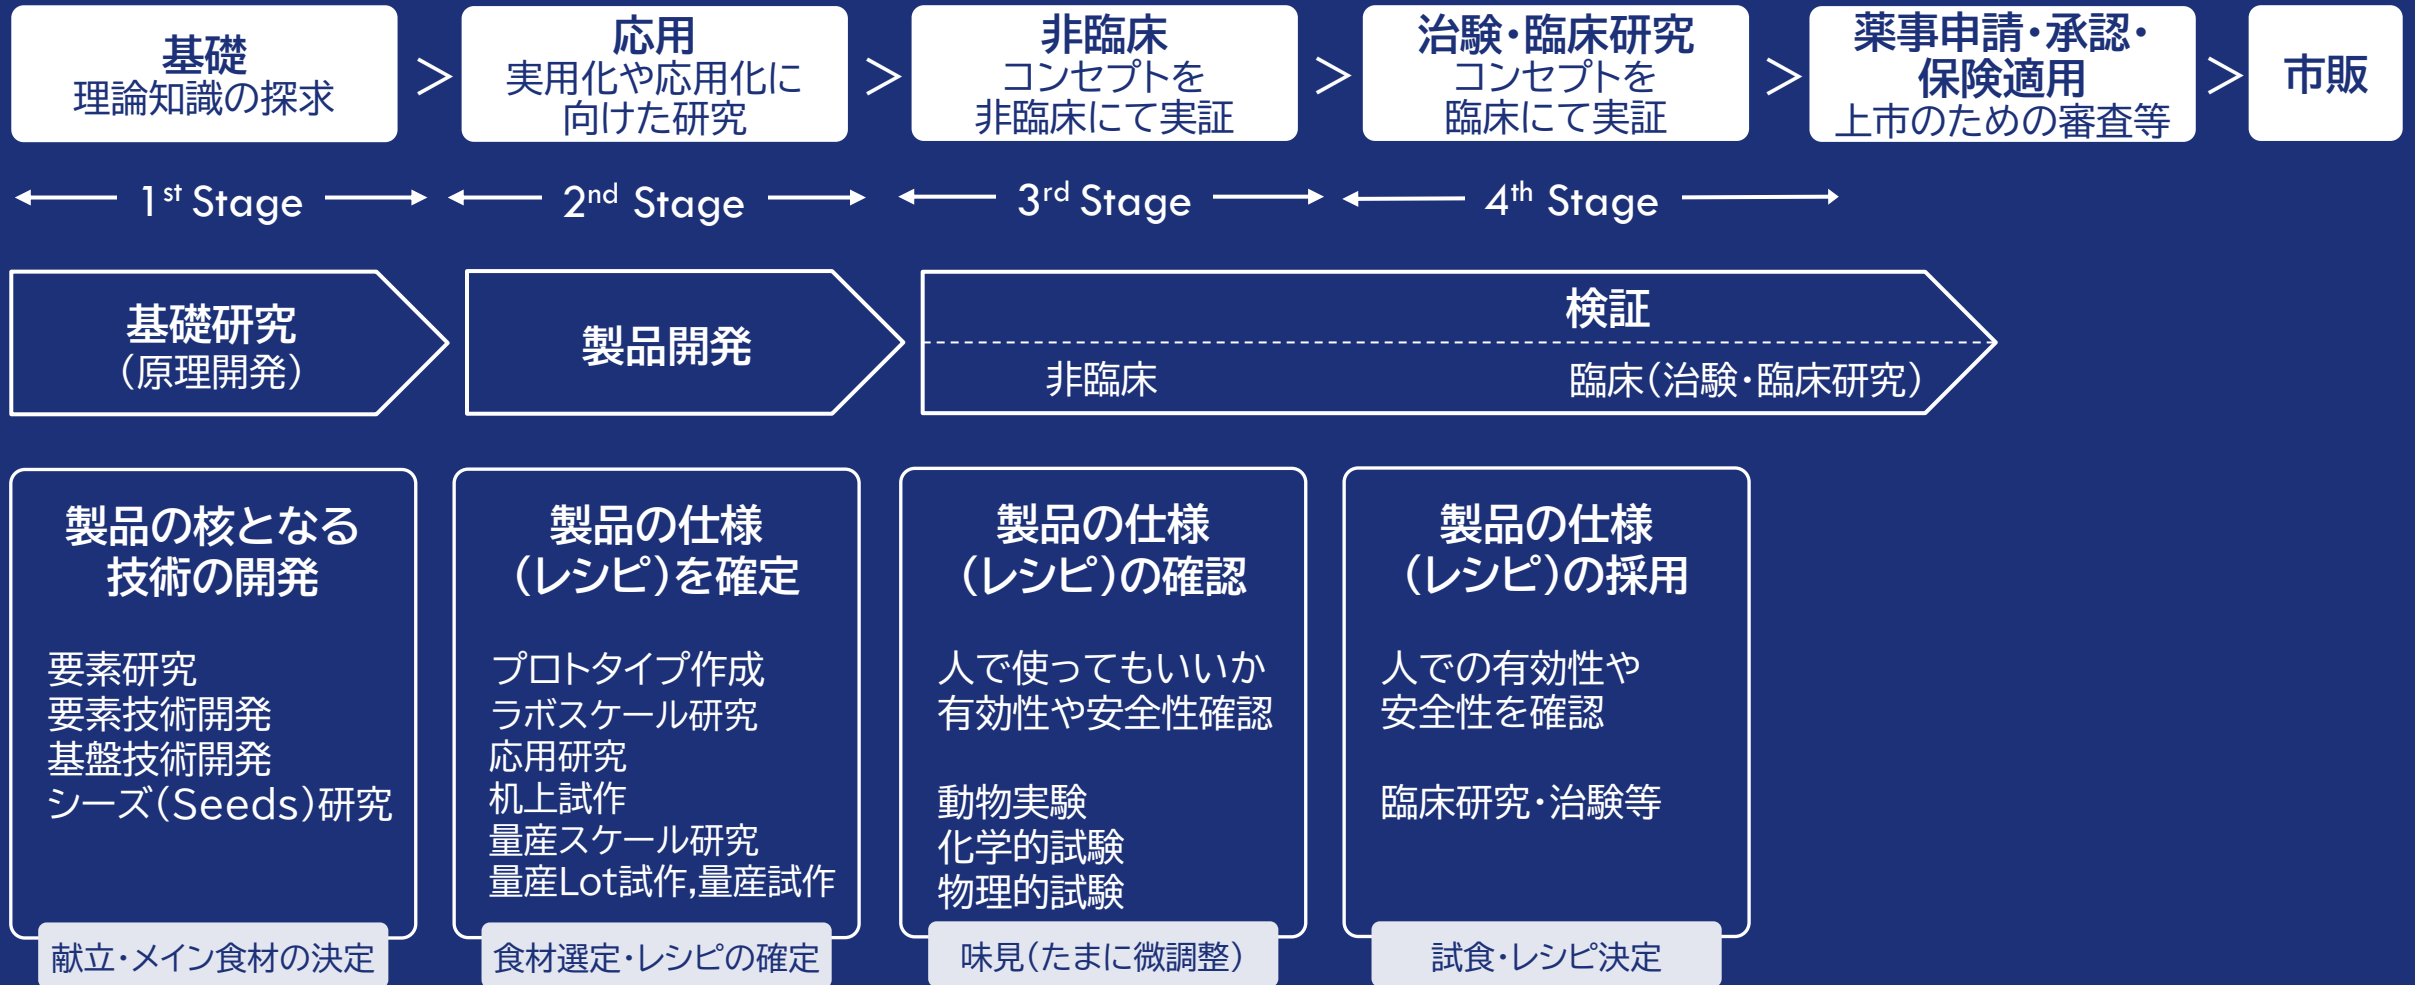 基礎
理論知識の探求
>
応用
実用化や応用化に
向けた研究
>
非臨床
コンセプトを
非臨床にて実証
>
治験・臨床研究
コンセプトを
臨床にて実証
>
薬事申請・承認・
保険適用
上市のための審査等
>
市販
1st Stage
2nd Stage
3rd Stage
4th Stage
基礎研究
(原理開発)
製品開発
検証
非臨床
臨床(治験・臨床研究)
製品の核となる
技術の開発
要素研究
要素技術開発
基盤技術開発
シーズ(Seeds)研究
献立・メイン食材の決定
製品の仕様
(レシピ)を確定
プロトタイプ作成
ラボスケール研究
応用研究
机上試作
量産スケール研究
量産Lot試作,量産試作
食材選定・レシピの確定
製品の仕様
(レシピ)の確認
人で使ってもいいか
有効性や安全性確認
動物実験
化学的試験
物理的試験
味見(たまに微調整)
製品の仕様
(レシピ)の採用
人での有効性や
安全性を確認
臨床研究・治験等
試食・レシピ決定